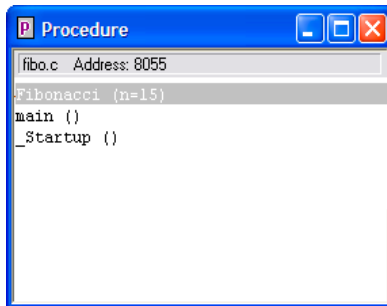 P Procedure
fibo.c Address: 8055
Fibonacci (n=15)
main ()
_Startup ()